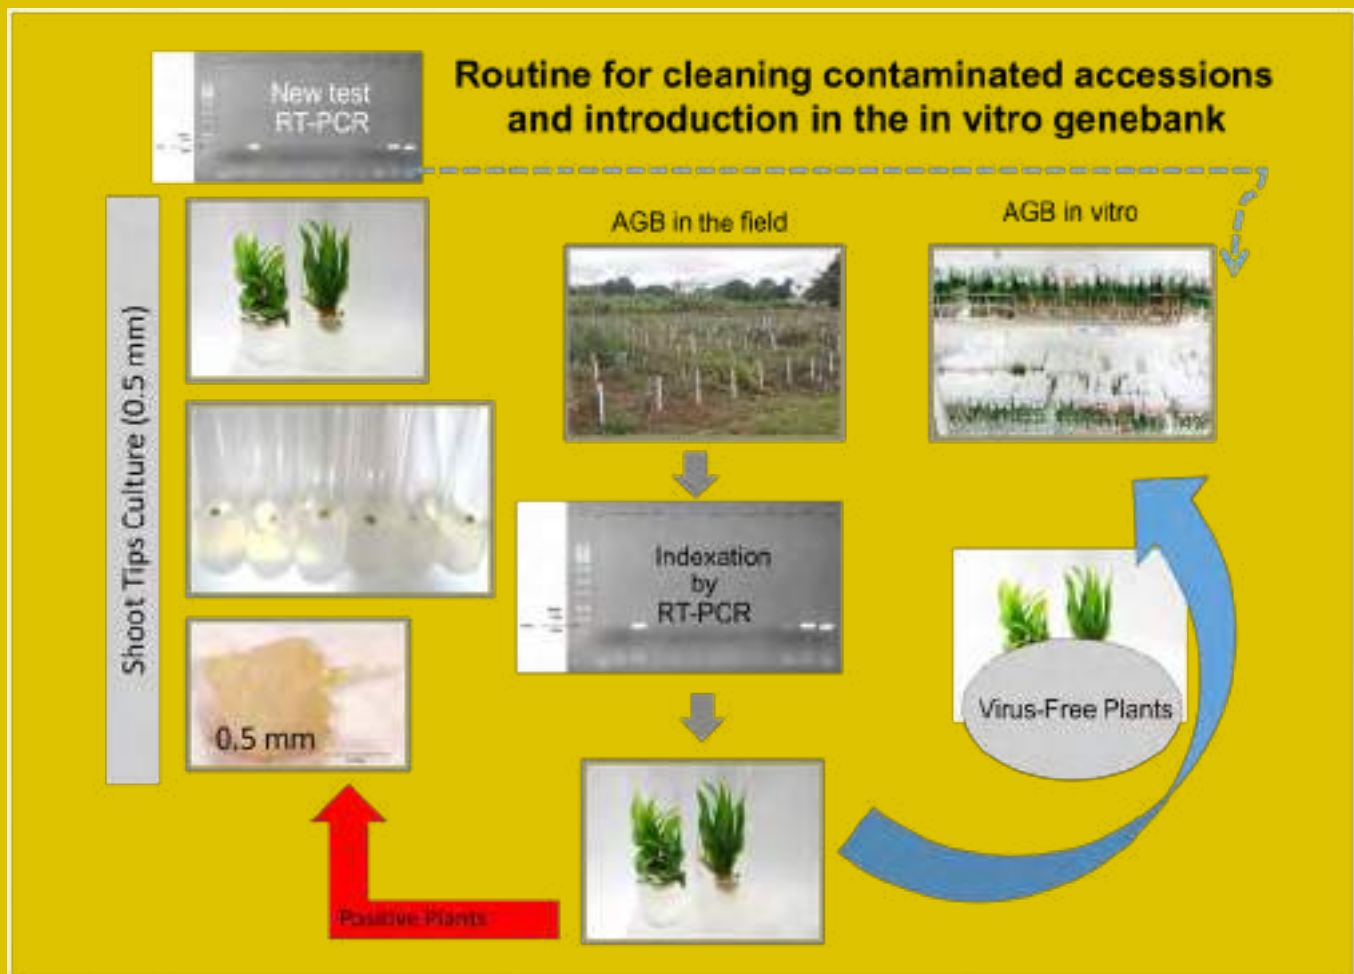 Routine for cleaning contaminated accessions
and introduction in the in vitro genebank
New test
RT-PCR
Shoot Tips Culture (0.5 mm)
0,5 mm
AGB in the field
AGB in vitro
Indexation
by
RT-PCR
Virus-Free Plants
Positive Plants